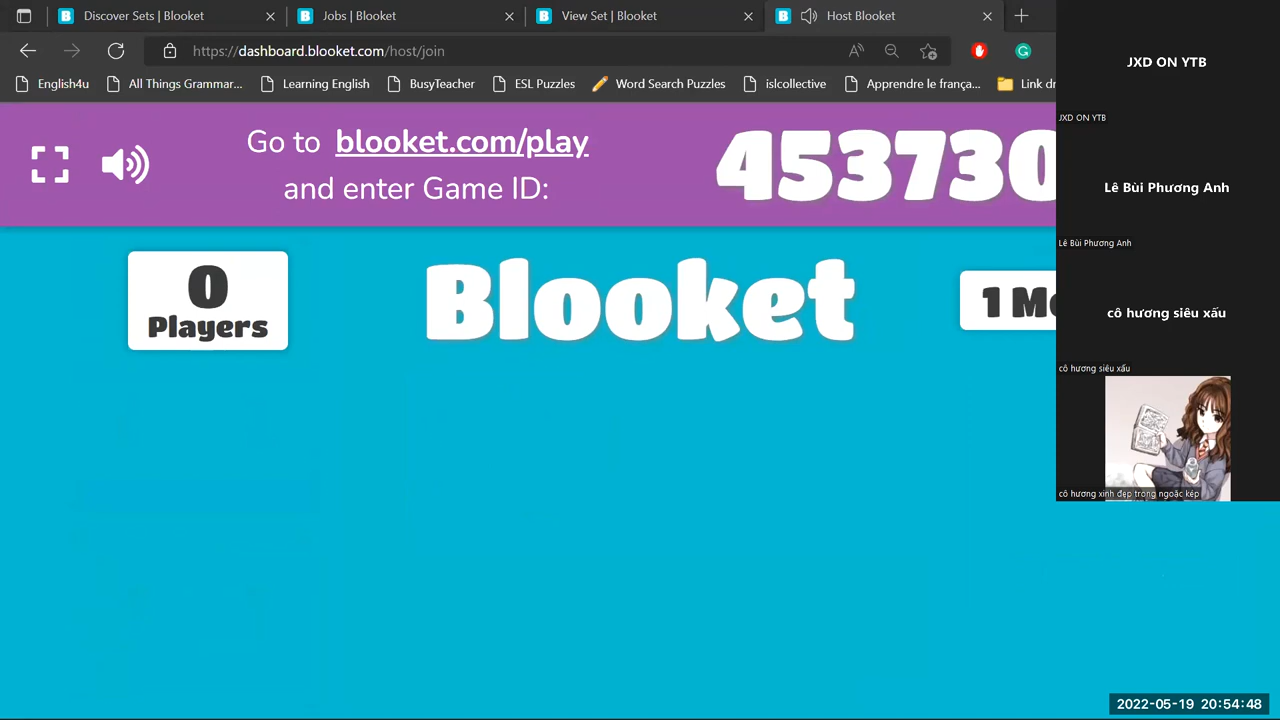 Discover Sets | Blooket
Jobs | Blooket
View Set | Blooket
Host Blooket
https://dashboard.blooket.com/host/join
English4u
All Things Grammar...
Learning English
BusyTeacher
ESL Puzzles
Word Search Puzzles
islcollective
Apprendre le frança...
Link dr
Go to blooket.com/play
and enter Game ID:
453730
0
Players
Blooket
1 Mo
JXD ON YTB
JXD ON YTB
Lê Bùi Phương Anh
Lê Bùi Phương Anh
cô hương siêu xấu
cô hương siêu xấu
cô hương xinh đẹp trong ngoặc kép
2022-05-19 20:54:48